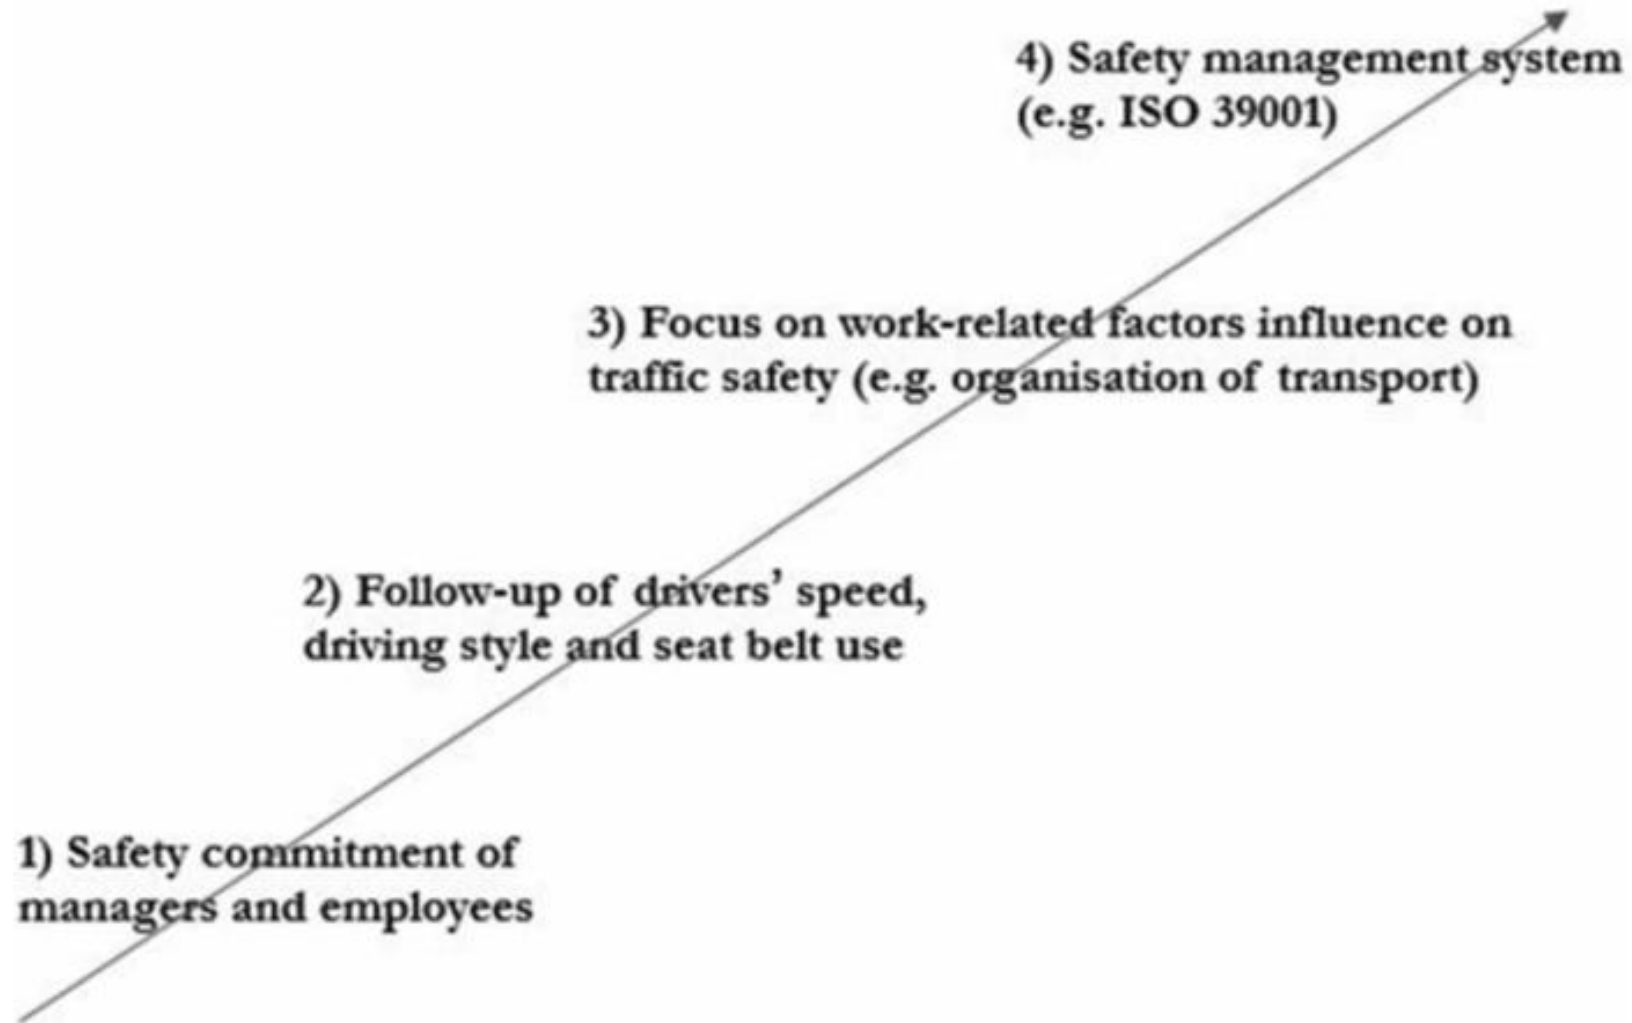 4) Safety management system
(e.g. ISO 39001)
3) Focus on work-related factors influence on
traffic safety (e.g. organisation of transport)
2) Follow-up of drivers’ speed,
driving style and seat belt use
1) Safety commitment of
managers and employees